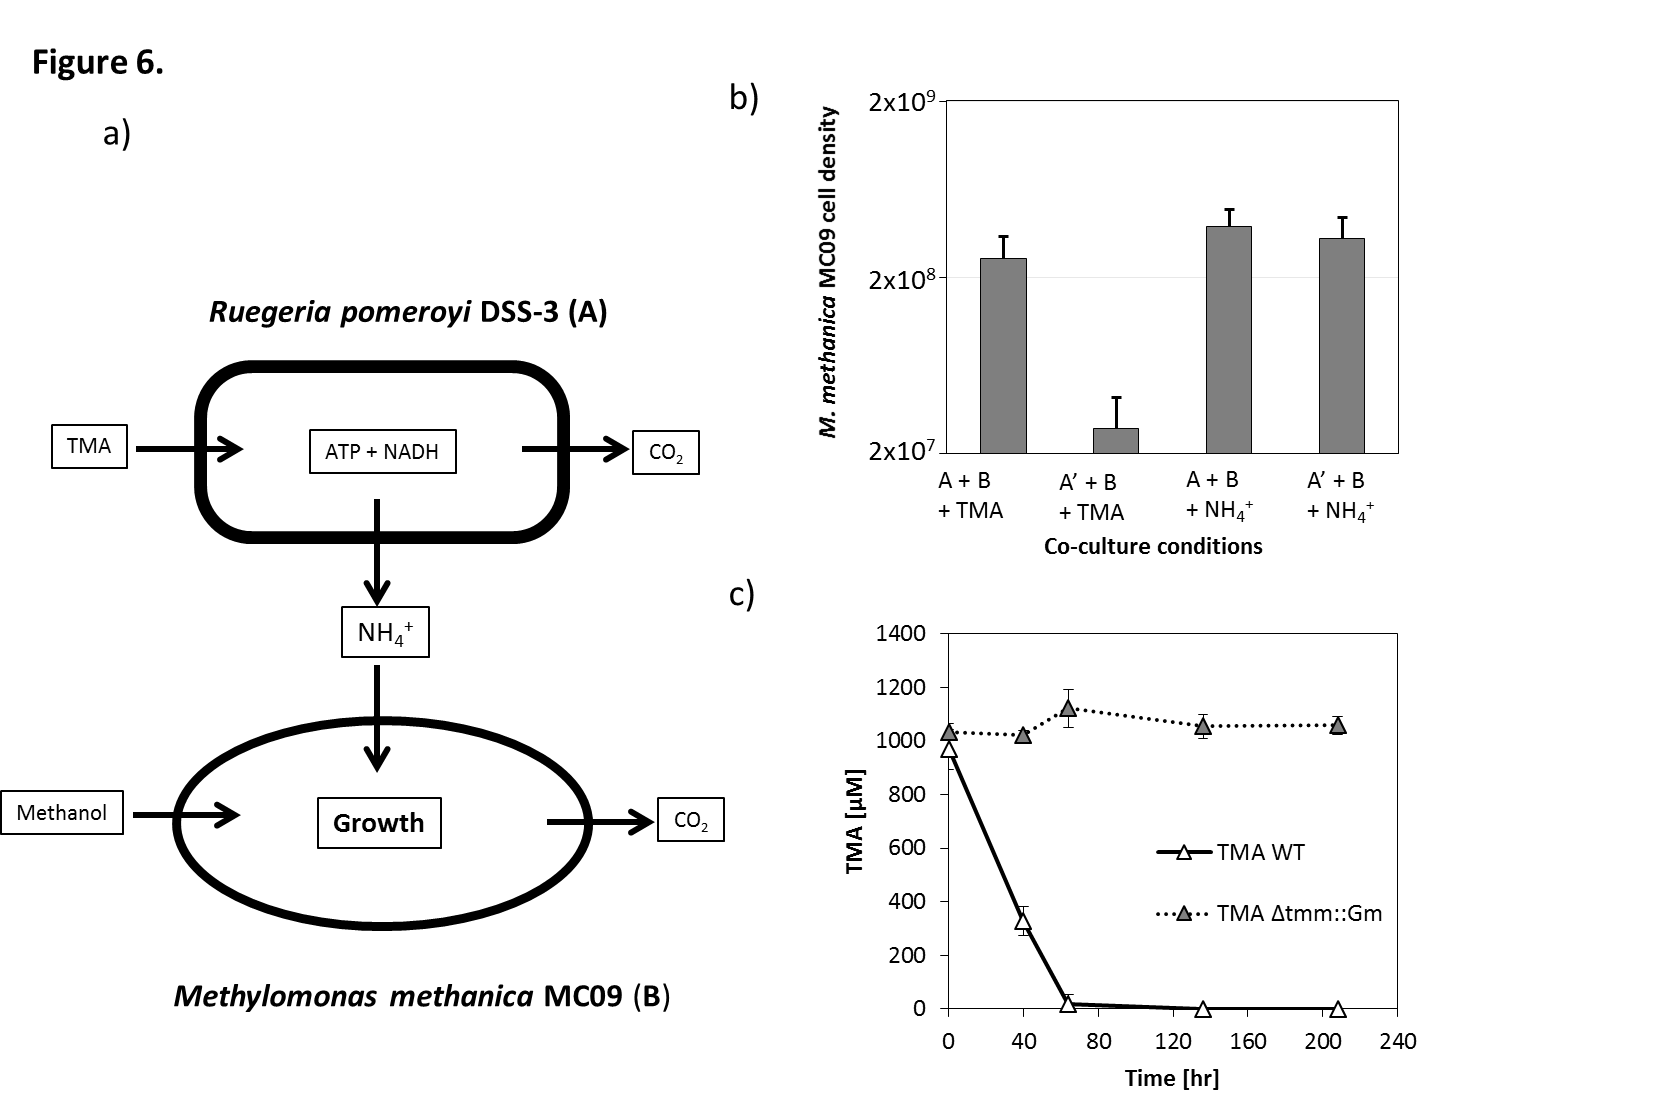 Figure 6.
a)
Ruegeria pomeroyi DSS-3 (A)
TMA
ATP + NADH
CO₂
NH₄⁺
Methanol
Growth
CO₂
Methylomonas methanica MC09 (B)
b)
M. methanica MC09 cell density
2x10⁹
2x10⁸
2x10⁷
A + B
+ TMA
A’ + B
+ TMA
A + B
+ NH₄⁺
A’ + B
+ NH₄⁺
Co-culture conditions
c)
TMA [µM]
1400
1200
1000
800
600
400
200
0
TMA WT
TMA Δtmm::Gm
0 40 80 120 160 200 240
Time [hr]